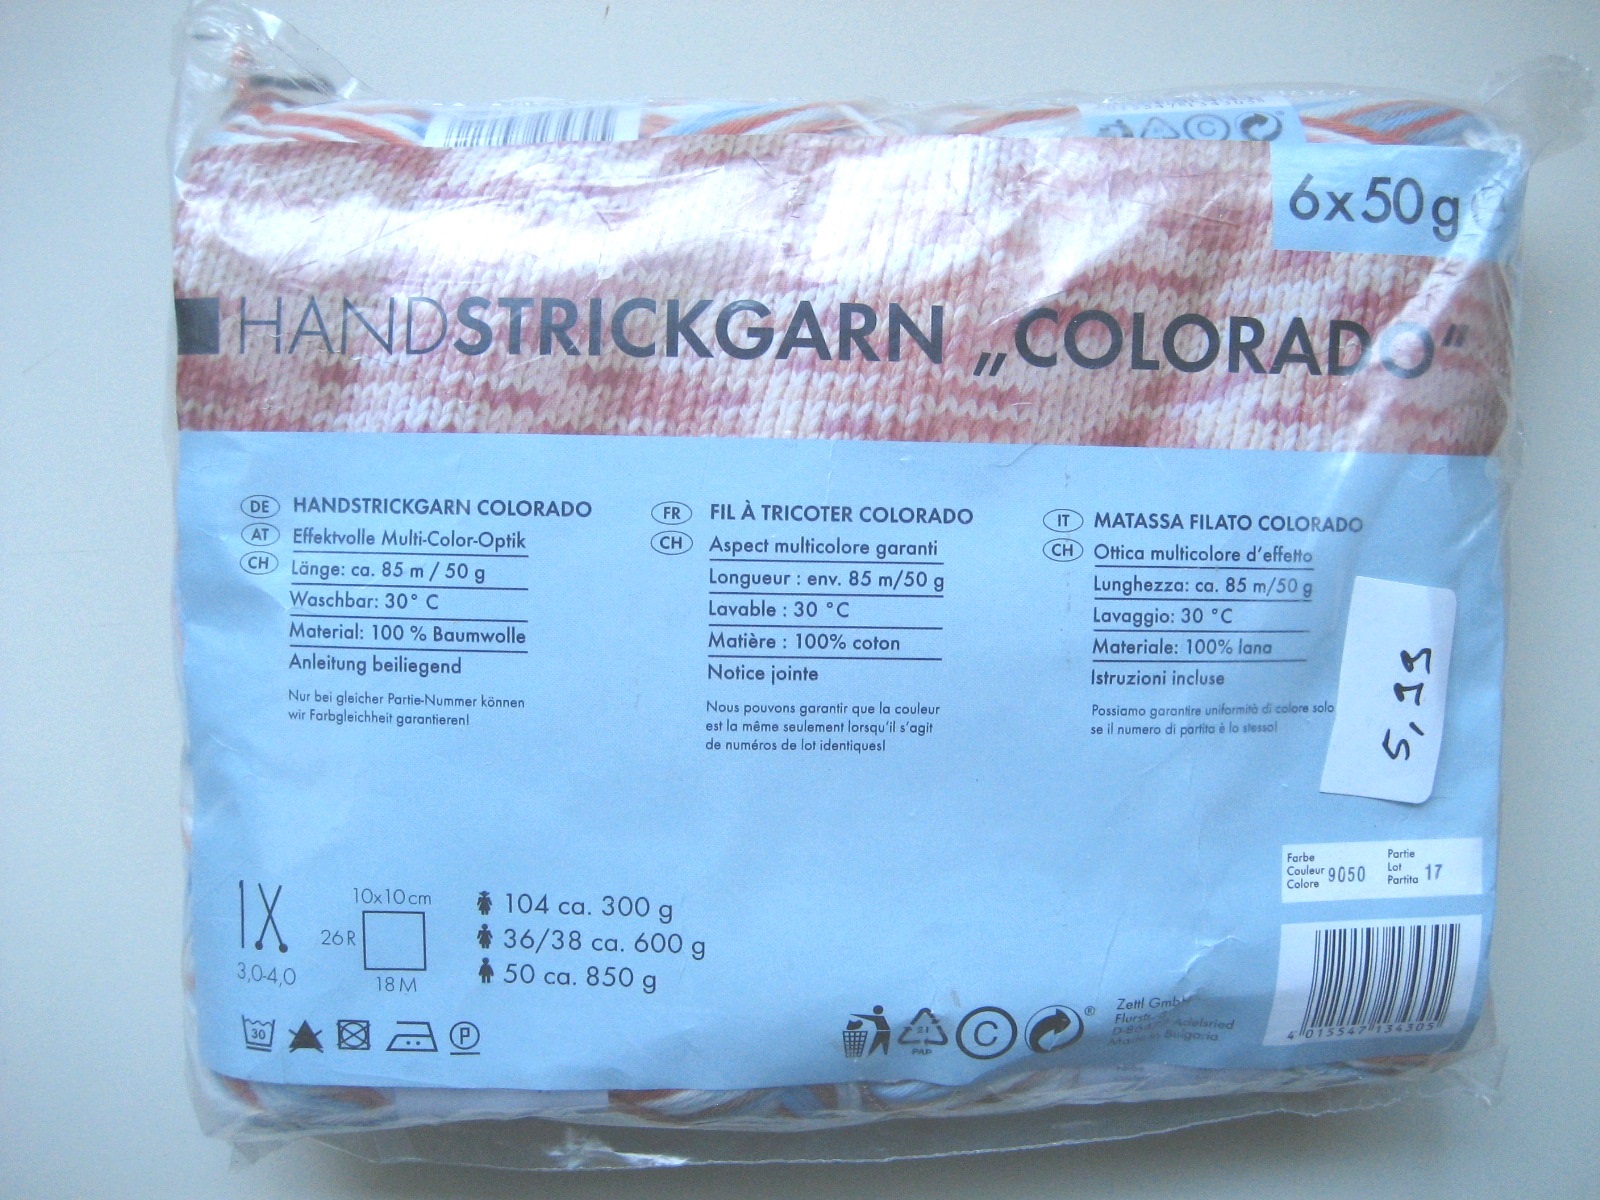 6x50g
HANDSTRICKGARN „COLORADO“
DE HANDSTRICKGARN COLORADO
AT Effektvolle Multi-Color-Optik
CH Länge: ca. 85 m / 50 g
Waschbar: 30° C
Material: 100 % Baumwolle
Anleitung beiliegend
Nur bei gleicher Partie-Nummer können
wir Farbgleichheit garantieren!
FR FIL À TRICOTER COLORADO
CH Aspect multicolore garanti
Longueur : env. 85 m/50 g
Lavable : 30 °C
Matière : 100% coton
Notice jointe
Nous pouvons garantir que la couleur
est la même seulement lorsqu'il s'agit
de numéros de lot identiques!
IT MATASSA FILATO COLORADO
CH Ottica multicolore d'effetto
Lunghezza: ca. 85 m/50 g
Lavaggio: 30 °C
Materiale: 100% lana
Istruzioni incluse
Possiamo garantire uniformità di colore solo
se il numero di partita è lo stesso!
5,99
Farbe
Couleur 9050
Colore
Partie
Lot 17
Partita
3,0-4,0
10x10cm
26R
18M
104 ca. 300 g
36/38 ca. 600 g
50 ca. 850 g
30
P
21
PAP
C
®
Zettl GmbH
Adelsried
Made in Bulgaria
4 015547 134305